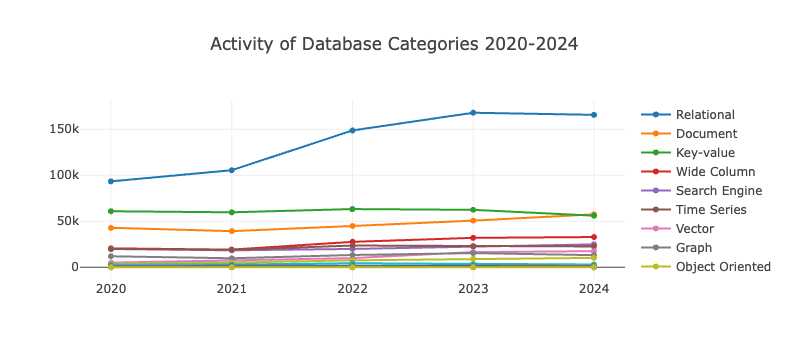 Activity of Database Categories 2020-2024
150k
100k
50k
0
2020 2021 2022 2023 2024
Relational
Document
Key-value
Wide Column
Search Engine
Time Series
Vector
Graph
Object Oriented